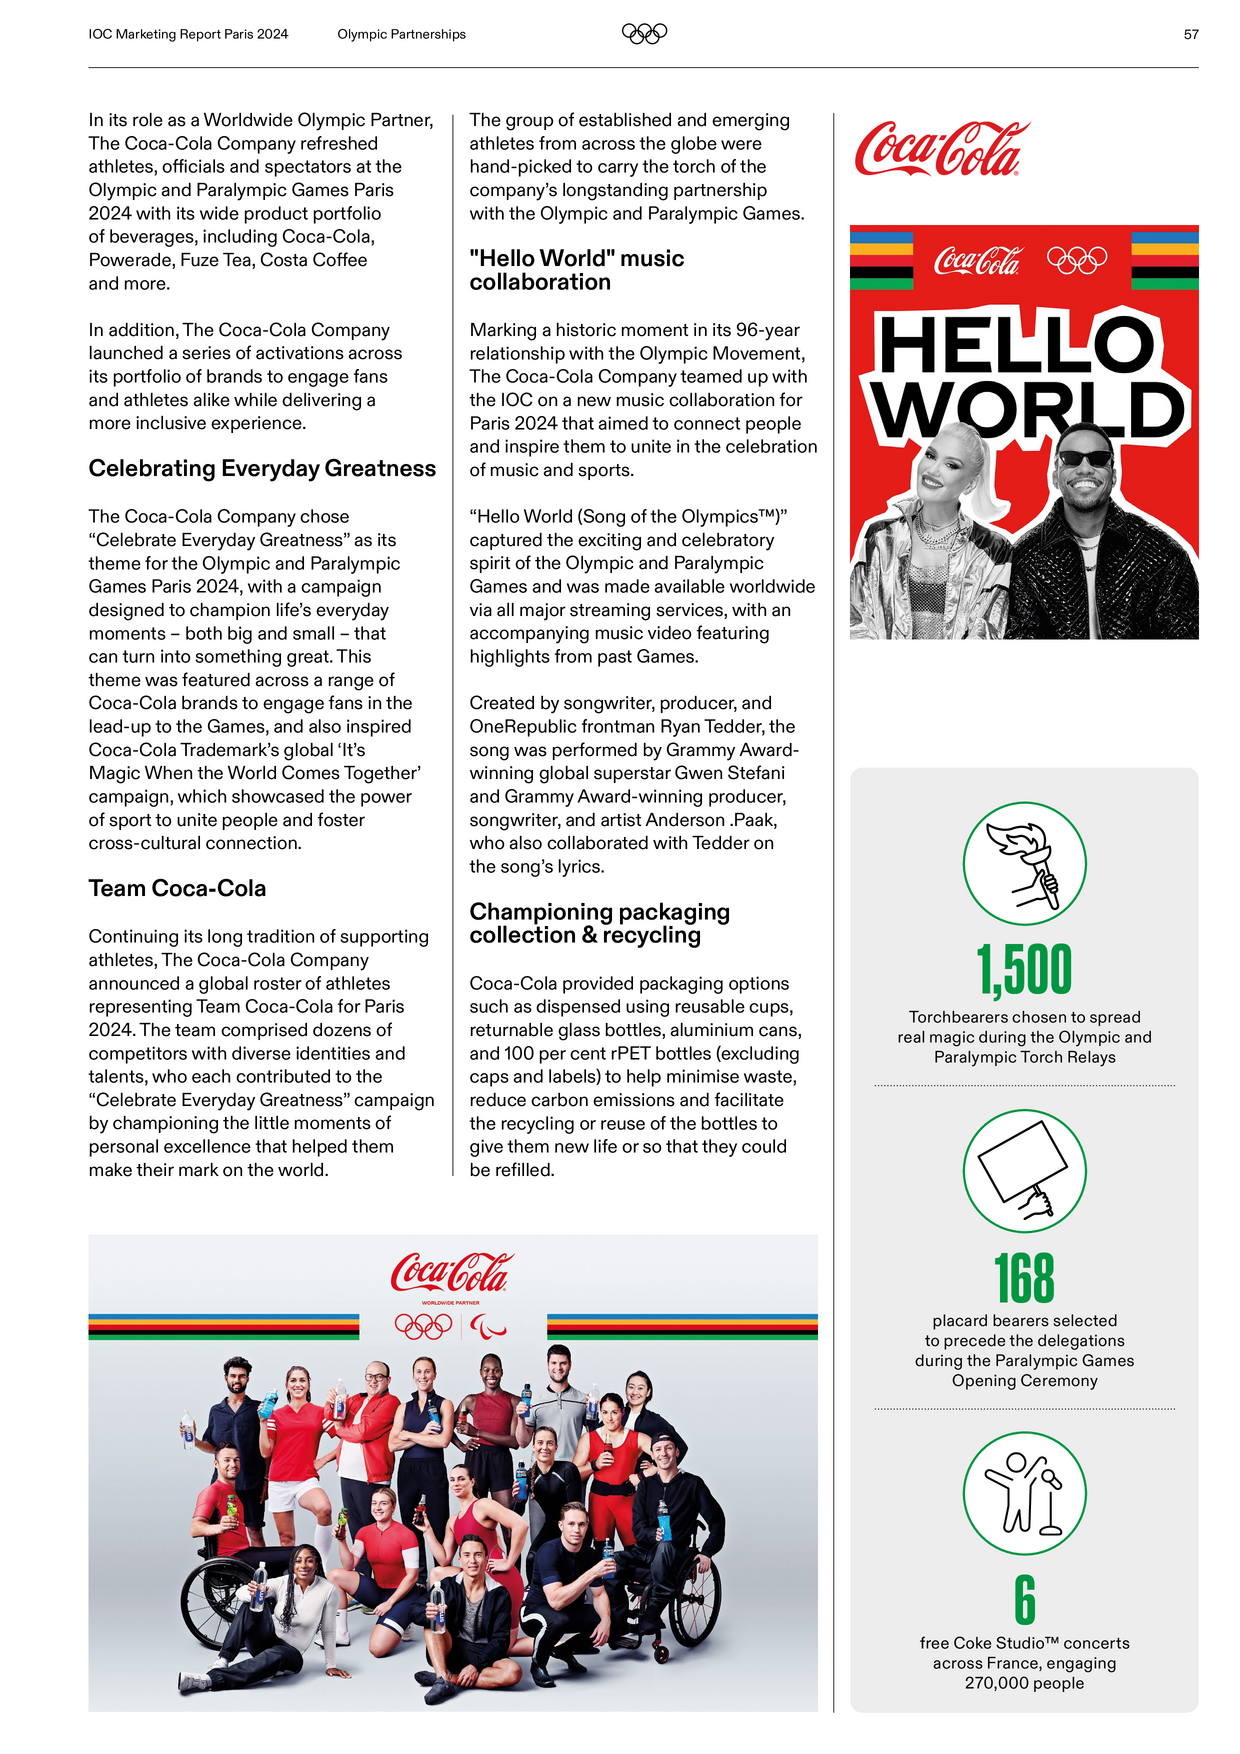 IOC Marketing Report Paris 2024 Olympic Partnerships 57
In its role as a Worldwide Olympic Partner,
The Coca-Cola Company refreshed
athletes, officials and spectators at the
Olympic and Paralympic Games Paris
2024 with its wide product portfolio
of beverages, including Coca-Cola,
Powerade, Fuze Tea, Costa Coffee
and more.
In addition, The Coca-Cola Company
launched a series of activations across
its portfolio of brands to engage fans
and athletes alike while delivering a
more inclusive experience.
Celebrating Everyday Greatness
The Coca-Cola Company chose
“Celebrate Everyday Greatness” as its
theme for the Olympic and Paralympic
Games Paris 2024, with a campaign
designed to champion life’s everyday
moments – both big and small – that
can turn into something great. This
theme was featured across a range of
Coca-Cola brands to engage fans in the
lead-up to the Games, and also inspired
Coca-Cola Trademark’s global ‘It’s
Magic When the World Comes Together’
campaign, which showcased the power
of sport to unite people and foster
cross-cultural connection.
Team Coca-Cola
Continuing its long tradition of supporting
athletes, The Coca-Cola Company
announced a global roster of athletes
representing Team Coca-Cola for Paris
2024. The team comprised dozens of
competitors with diverse identities and
talents, who each contributed to the
“Celebrate Everyday Greatness” campaign
by championing the little moments of
personal excellence that helped them
make their mark on the world.
The group of established and emerging
athletes from across the globe were
hand-picked to carry the torch of the
company’s longstanding partnership
with the Olympic and Paralympic Games.
"Hello World" music
collaboration
Marking a historic moment in its 96-year
relationship with the Olympic Movement,
The Coca-Cola Company teamed up with
the IOC on a new music collaboration for
Paris 2024 that aimed to connect people
and inspire them to unite in the celebration
of music and sports.
“Hello World (Song of the Olympics™)”
captured the exciting and celebratory
spirit of the Olympic and Paralympic
Games and was made available worldwide
via all major streaming services, with an
accompanying music video featuring
highlights from past Games.
Created by songwriter, producer, and
OneRepublic frontman Ryan Tedder, the
song was performed by Grammy Award-
winning global superstar Gwen Stefani
and Grammy Award-winning producer,
songwriter, and artist Anderson .Paak,
who also collaborated with Tedder on
the song’s lyrics.
Championing packaging
collection & recycling
Coca-Cola provided packaging options
such as dispensed using reusable cups,
returnable glass bottles, aluminium cans,
and 100 per cent rPET bottles (excluding
caps and labels) to help minimise waste,
reduce carbon emissions and facilitate
the recycling or reuse of the bottles to
give them new life or so that they could
be refilled.
Coca-Cola
WORLDWIDE PARTNER
Coca-Cola
Coca-Cola
HELLO
WORLD
1,500
Torchbearers chosen to spread
real magic during the Olympic and
Paralympic Torch Relays
168
placard bearers selected
to precede the delegations
during the Paralympic Games
Opening Ceremony
6
free Coke Studio™ concerts
across France, engaging
270,000 people